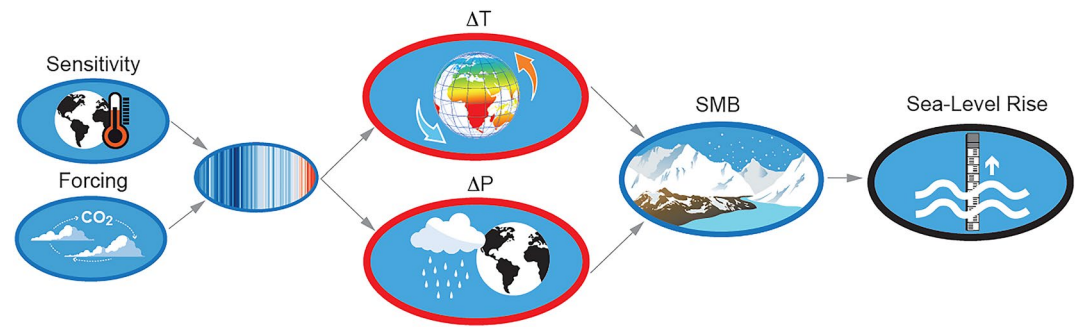 Sensitivity
Forcing
CO2
ΔT
ΔP
SMB
Sea-Level Rise